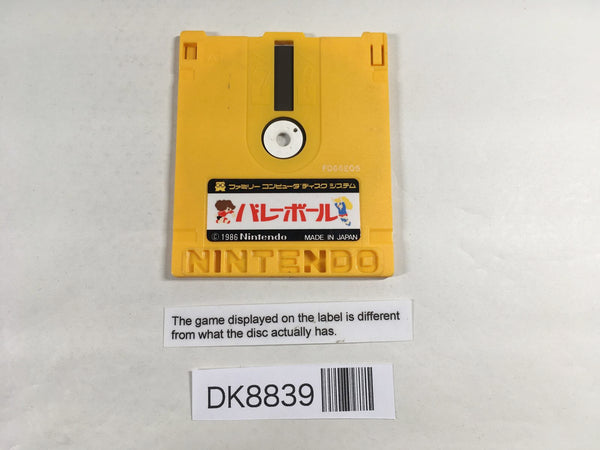 F066205
ファミリー コンピュータ ディスク システム
バレーボール
© 1986 Nintendo MADE IN JAPAN
NINTENDO
The game displayed on the label is different
from what the disc actually has.
DK8839